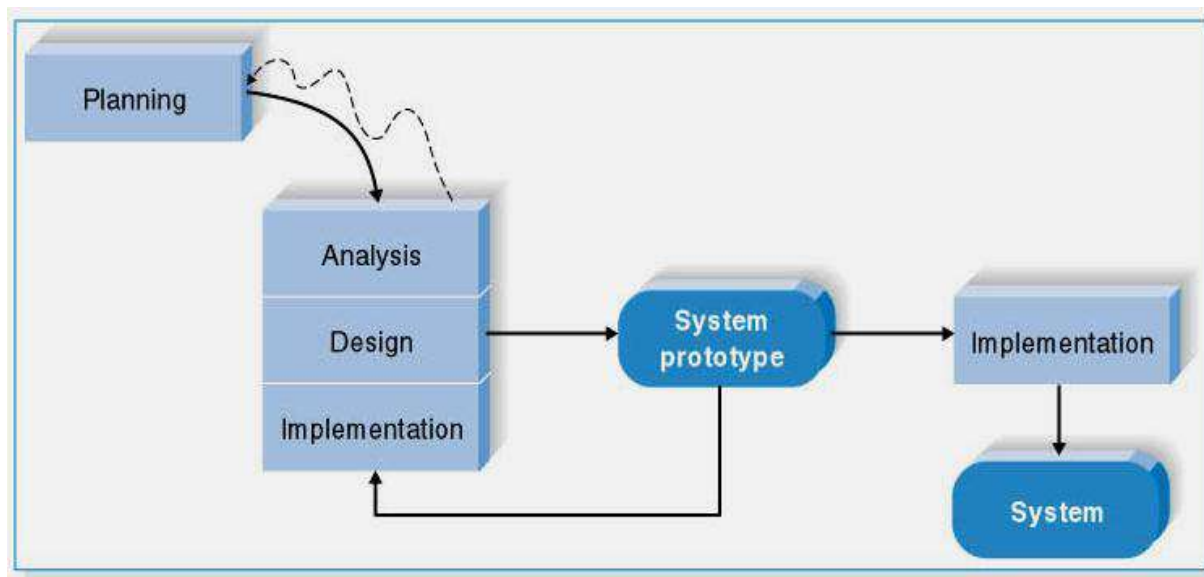 Planning
Analysis
Design
Implementation
System
prototype
Implementation
System